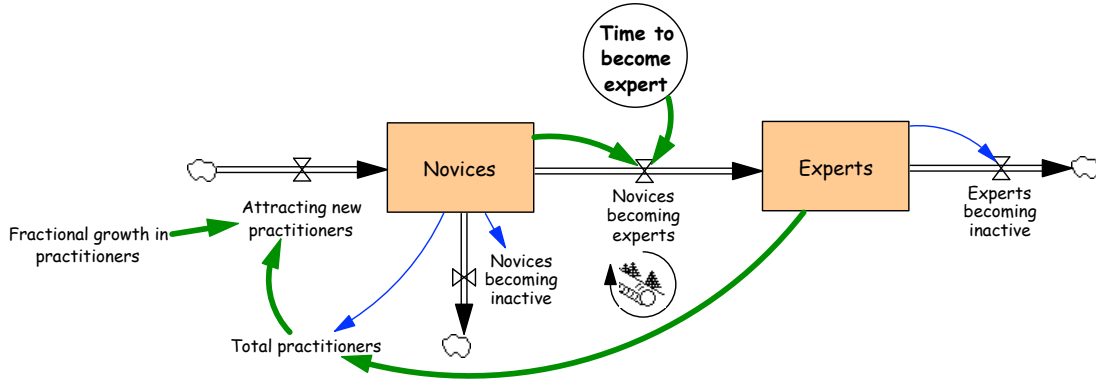 Time to
become
expert
Novices
Experts
Attracting new
practitioners
Fractional growth in
practitioners
Novices
becoming
experts
Experts
becoming
inactive
Novices
becoming
inactive
Total practitioners